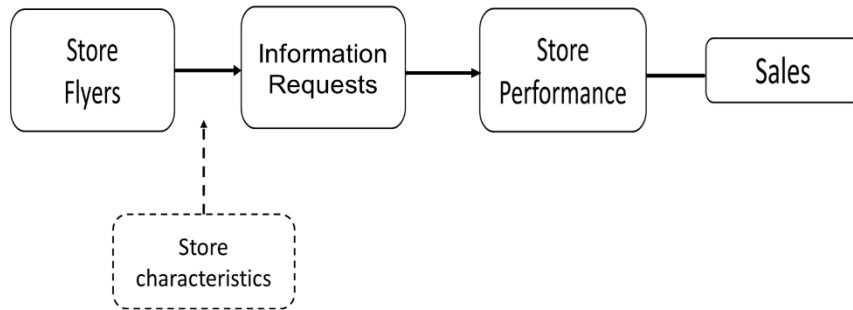 Store
Flyers
Information
Requests
Store
Performance
Sales
Store
characteristics